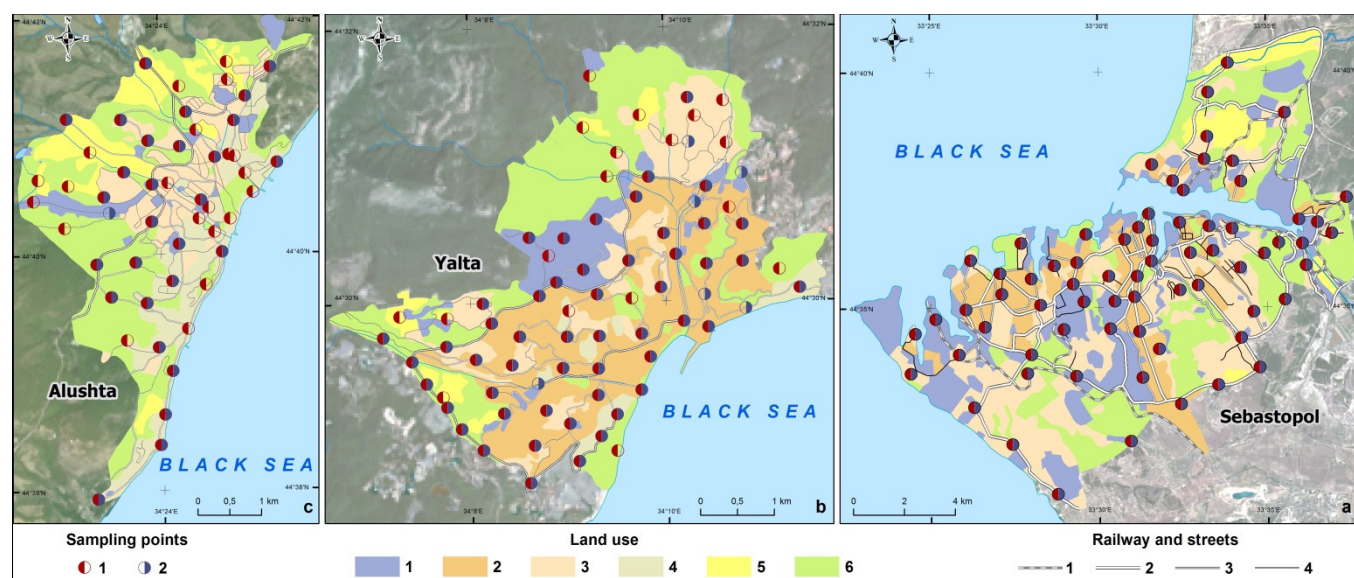 44°42'N 34°24'E 44°42'N
N
W E
S
44°40'N 44°40'N
Alushta
BLACK SEA
44°38'N 44°38'N
34°24'E
0 0,5 1 km
c
34°8'E 34°10'E
44°32'N 44°32'N
N
W E
S
Yalta
44°30'N 44°30'N
BLACK SEA
0 0,5 1 km
34°8'E 34°10'E
b
33°25'E 33°30'E 33°35'E
N
W E
S
44°40'N 44°40'N
BLACK SEA
44°35'N 44°35'N
Sebastopol
0 2 4 km
33°30'E 33°35'E
a
Sampling points
1 2
Land use
1 2 3 4 5 6
Railway and streets
1 2 3 4